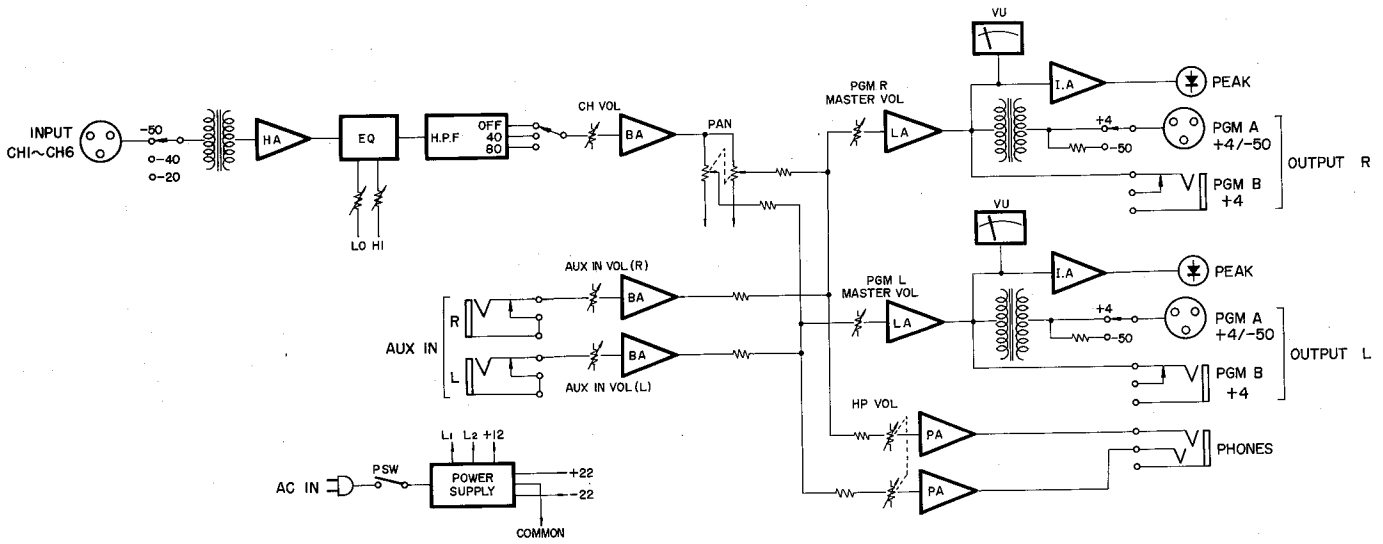 INPUT
CH1~CH6
-50
-40
-20
HA
EQ
LO HI
H.P.F
OFF
40
80
CH VOL
BA
PAN
PGM R
MASTER VOL
LA
VU
I.A
PEAK
+4
-50
PGM A
+4/-50
PGM B
+4
OUTPUT R
AUX IN
R
L
AUX IN VOL (R)
BA
BA
AUX IN VOL (L)
PGM L
MASTER VOL
LA
VU
I.A
PEAK
+4
-50
PGM A
+4/-50
PGM B
+4
OUTPUT L
HP VOL
PA
PA
PHONES
AC IN
PSW
L1 L2 +12
POWER
SUPPLY
+22
-22
COMMON